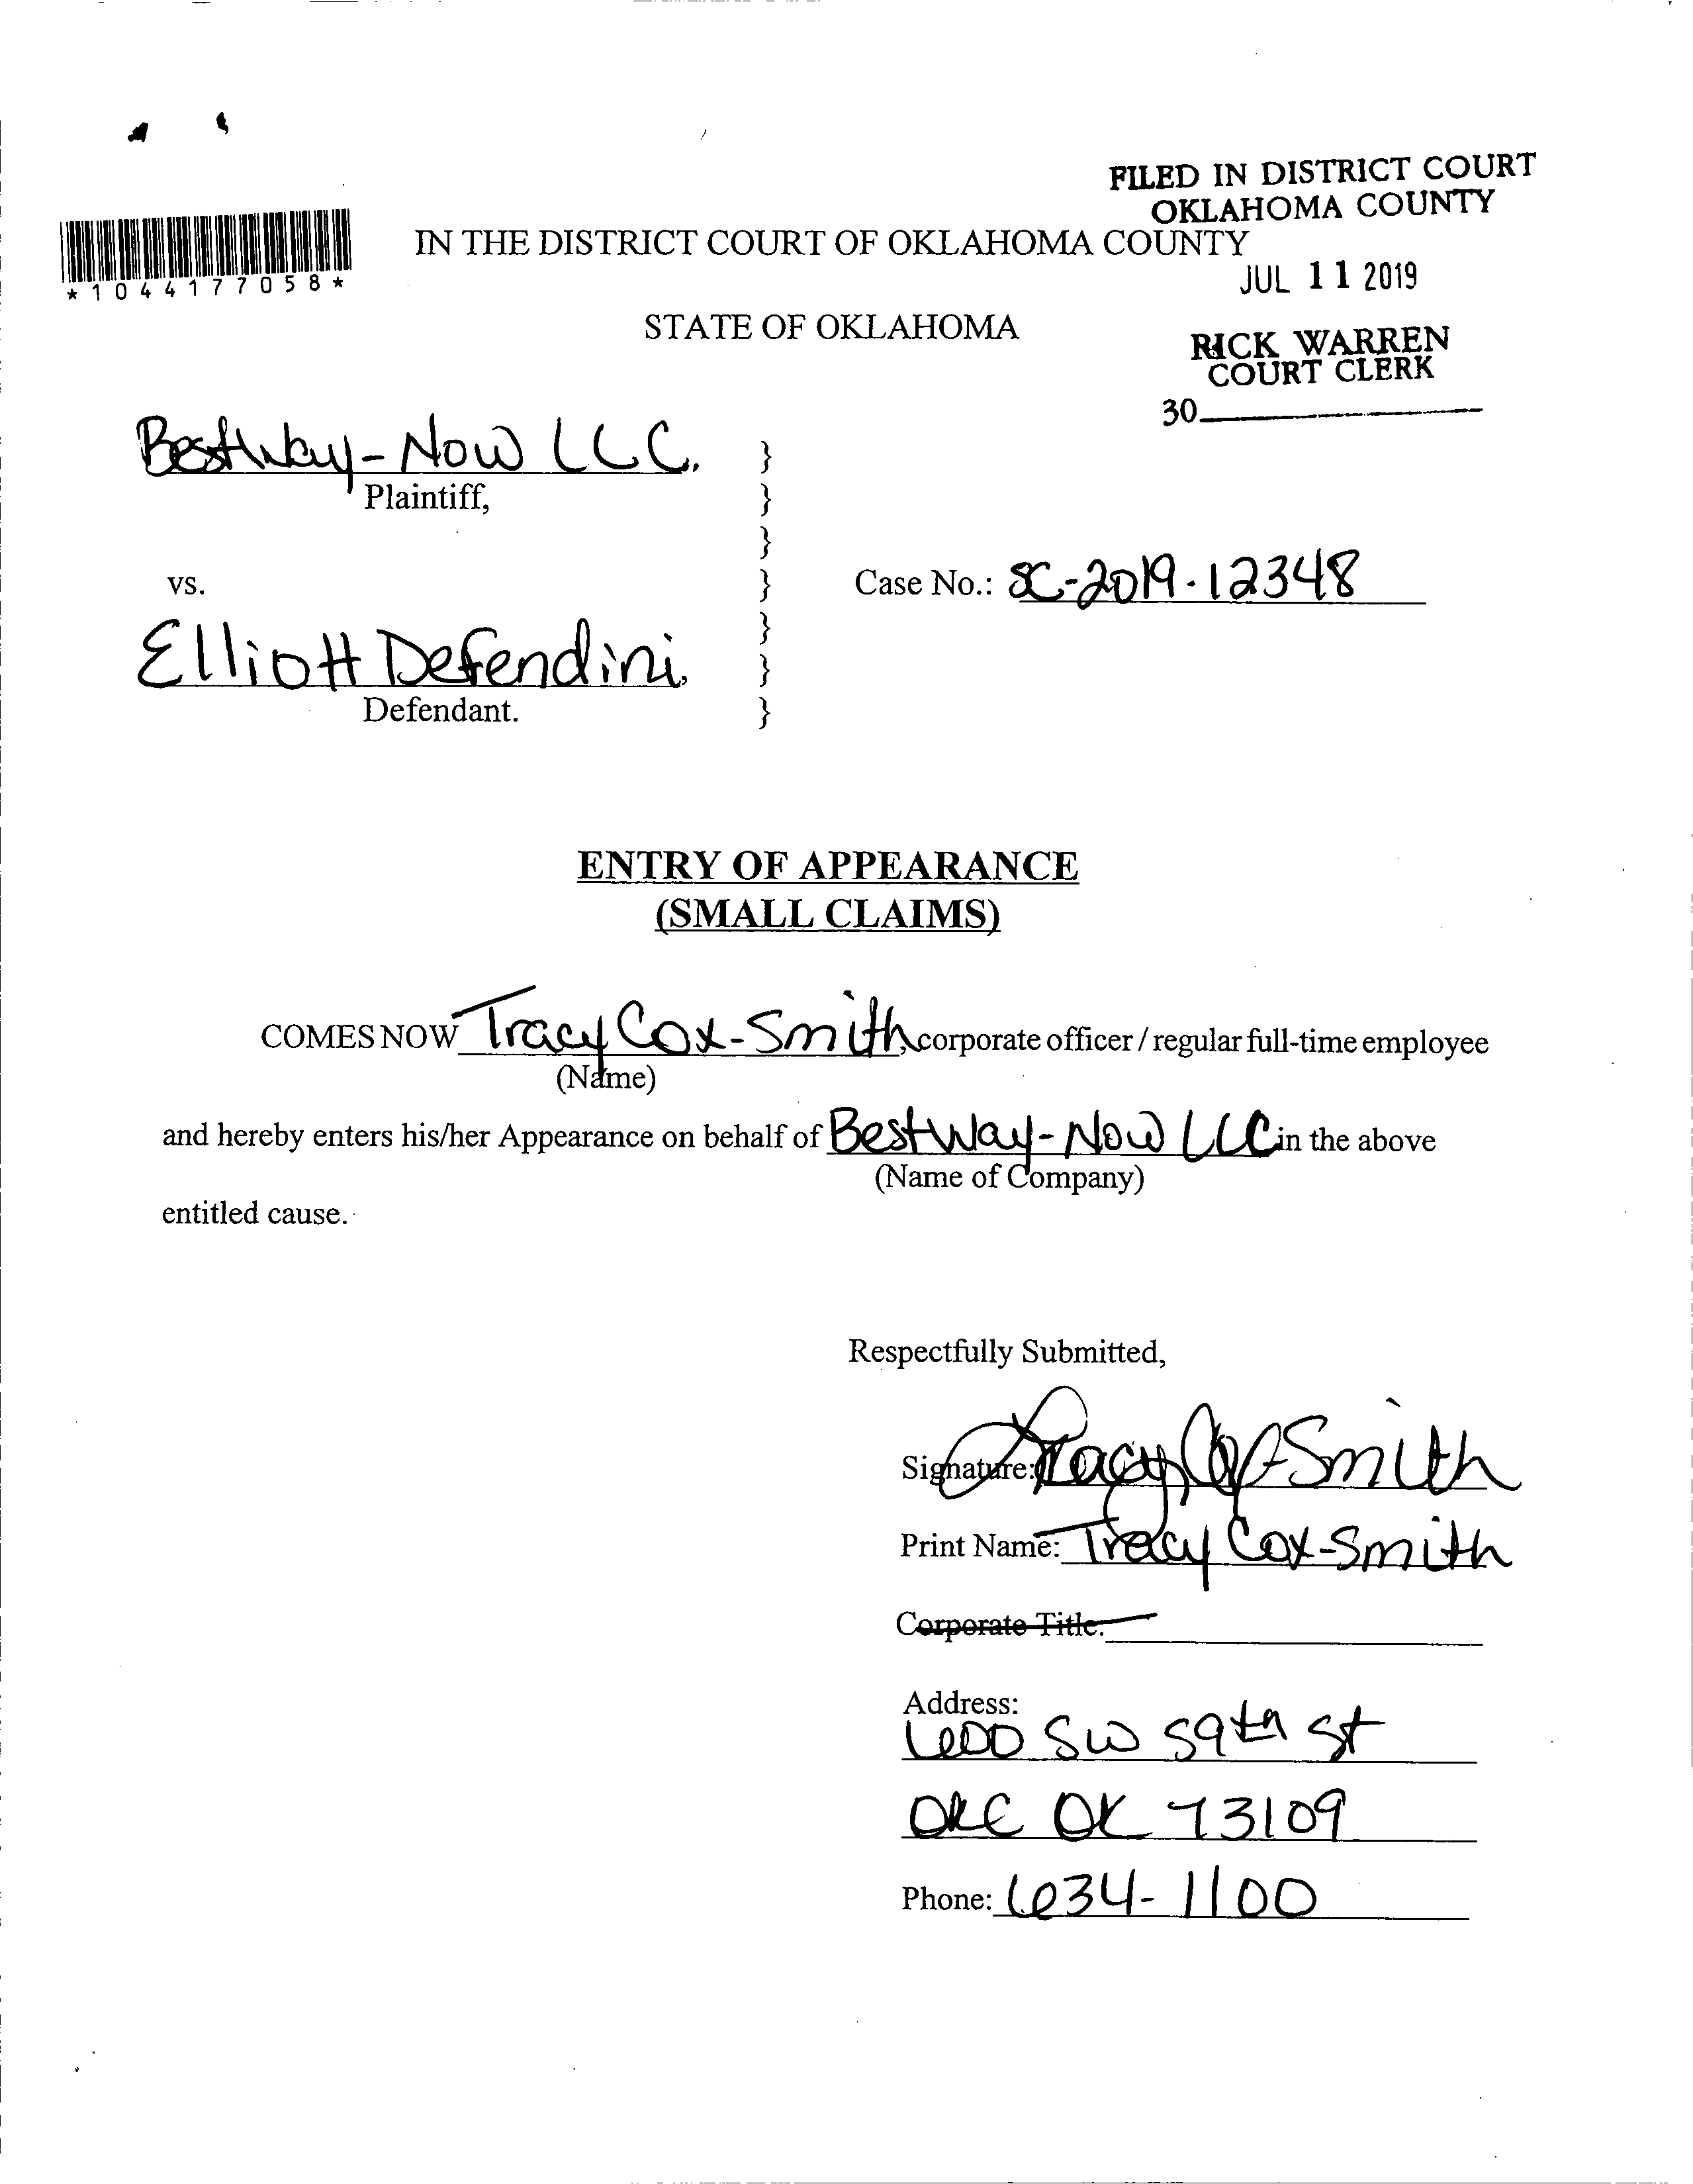 FILED IN DISTRICT COURT
OKLAHOMA COUNTY
IN THE DISTRICT COURT OF OKLAHOMA COUNTY
JUL 11 2019
*1044177058*
STATE OF OKLAHOMA
RICK WARREN
COURT CLERK
30
BestWay-Now LLC.
Plaintiff,
}
}
}
vs.
}
Case No.: SC-2019-12348
}
Elliott Defendini,
}
Defendant.
}
ENTRY OF APPEARANCE
(SMALL CLAIMS)
COMES NOW Tracy Cox-Smith, corporate officer / regular full-time employee
(Name)
and hereby enters his/her Appearance on behalf of BestWay-Now LLC in the above
(Name of Company)
entitled cause.
Respectfully Submitted,
Signature: Tracy Cox-Smith
Print Name: Tracy Cox-Smith
Corporate Title:
Address:
600 SW 59th St
OKC OK 73109
Phone: 634-1100